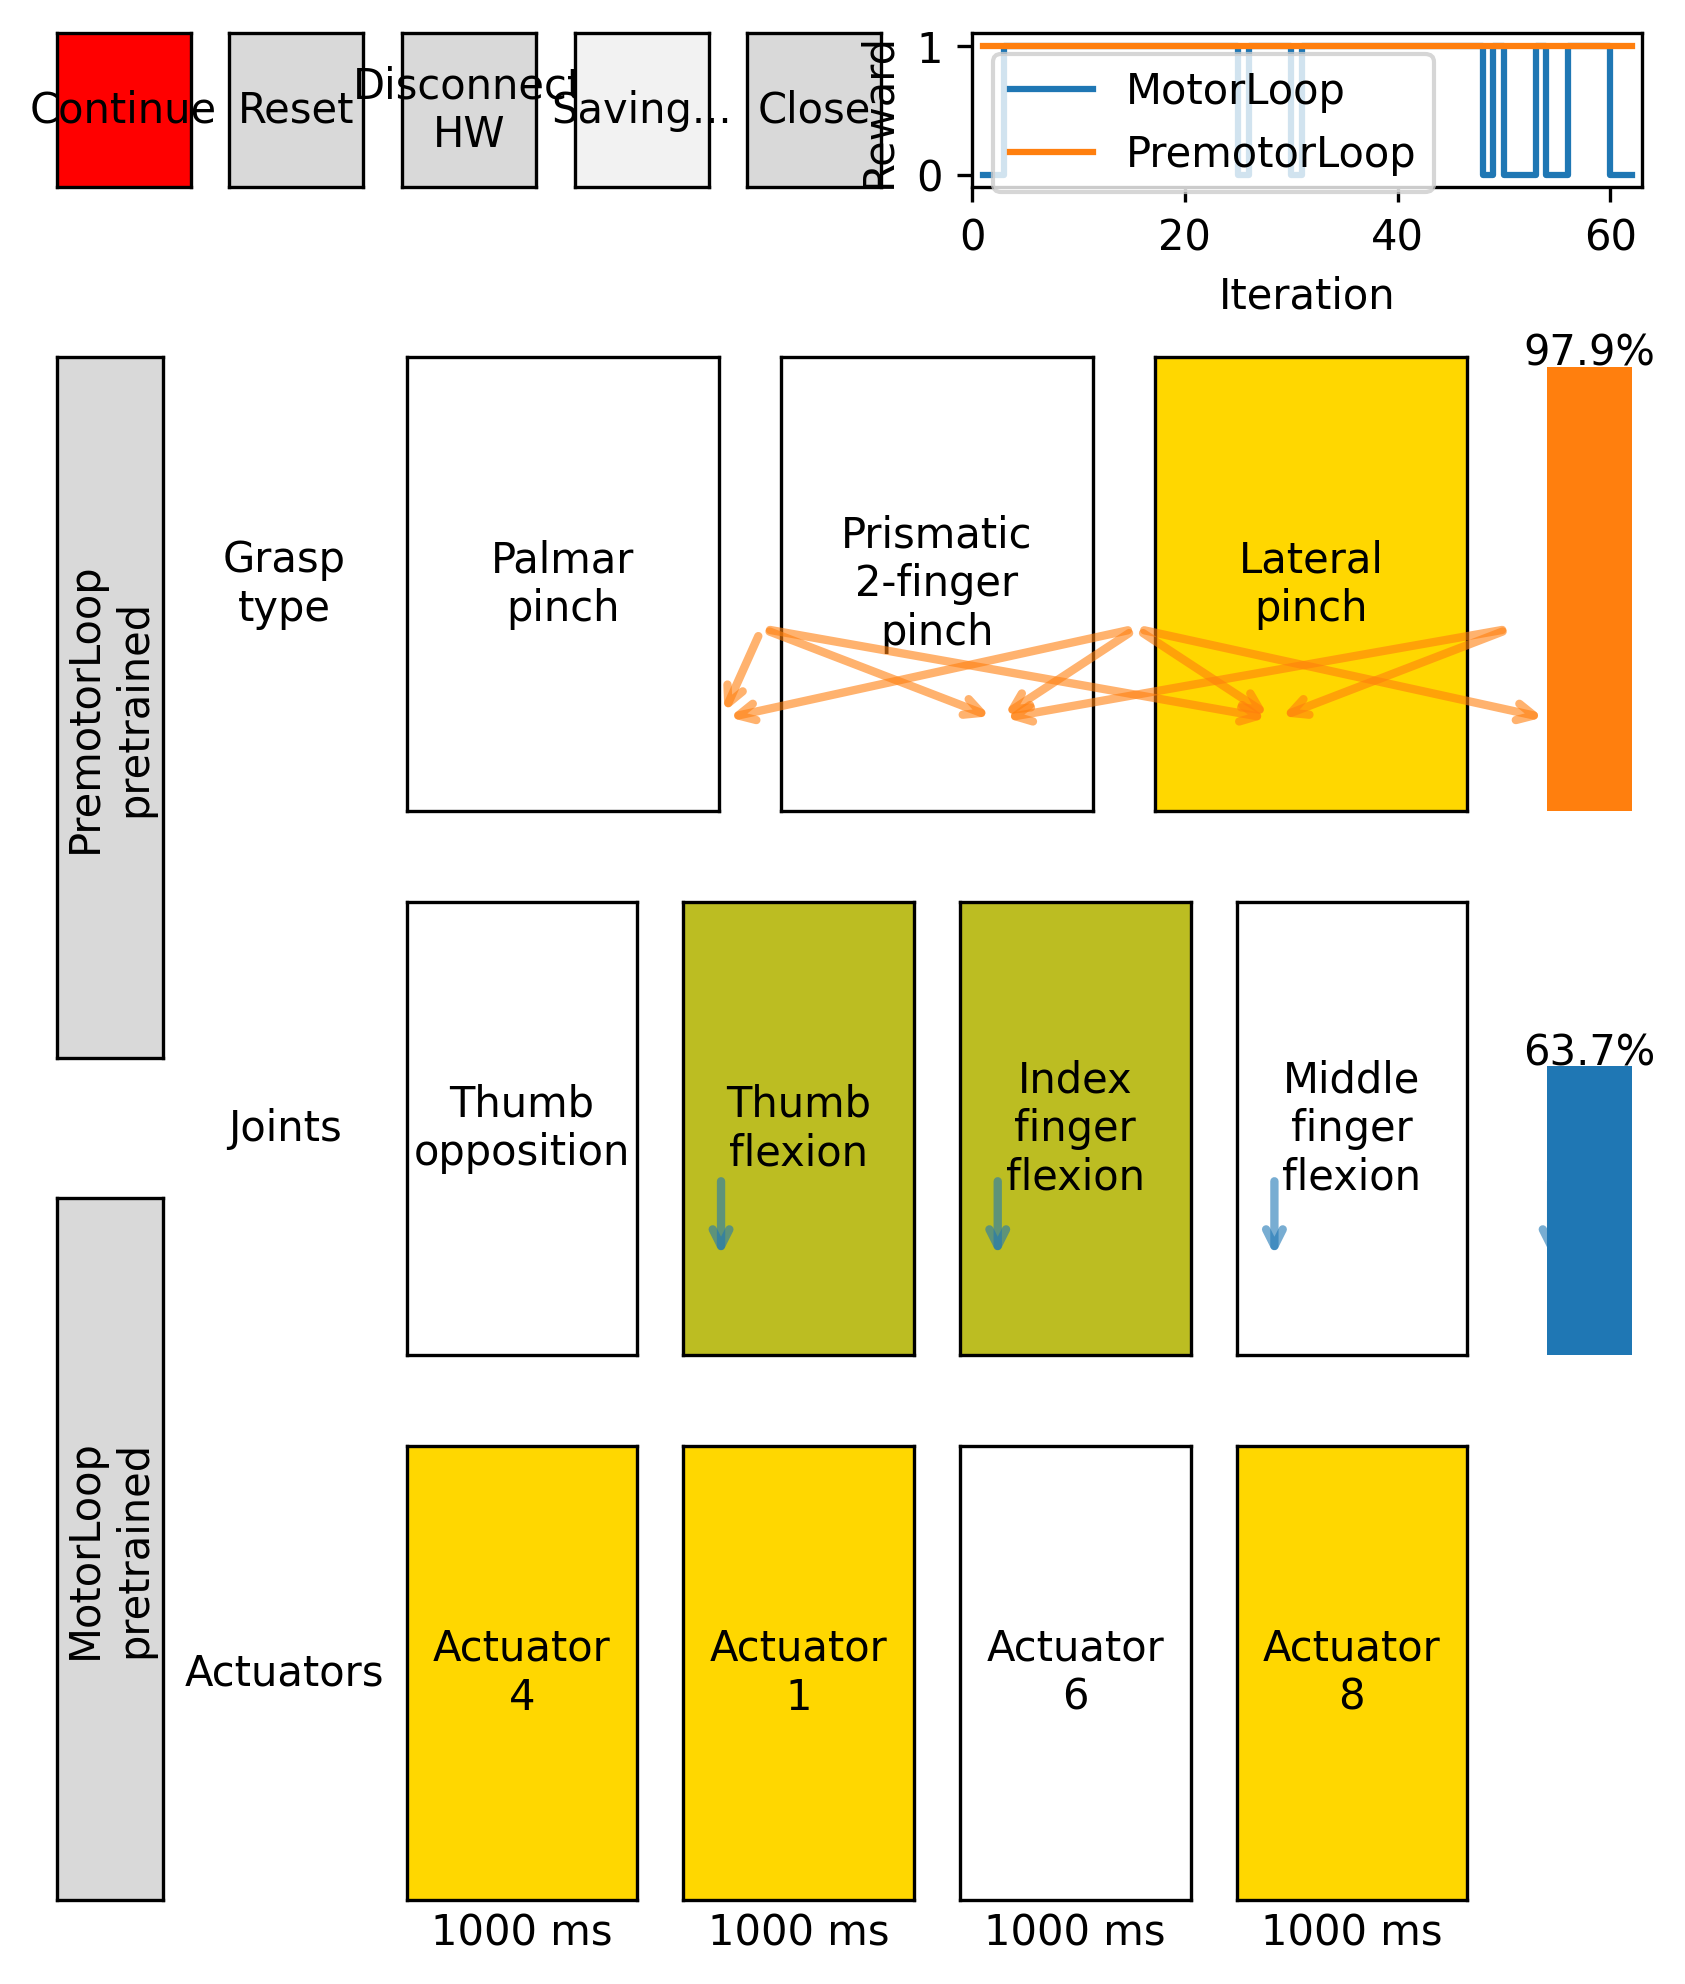 Continue
Reset
Disconnect
HW
Saving...
Close
Reward
1
0
MotorLoop
PremotorLoop
0
20
40
60
Iteration
97.9%
PremotorLoop
pretrained
Grasp
type
Palmar
pinch
Prismatic
2-finger
pinch
Lateral
pinch
63.7%
Joints
Thumb
opposition
Thumb
flexion
Index
finger
flexion
Middle
finger
flexion
MotorLoop
pretrained
Actuators
Actuator
4
Actuator
1
Actuator
6
Actuator
8
1000 ms
1000 ms
1000 ms
1000 ms